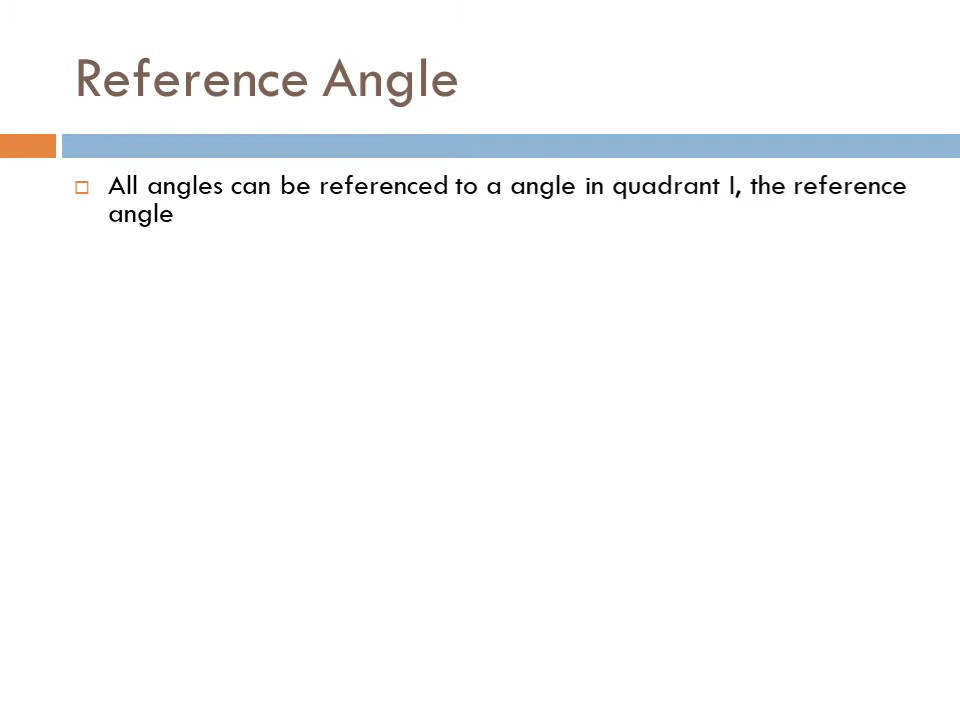 Reference Angle
All angles can be referenced to a angle in quadrant I, the reference
angle